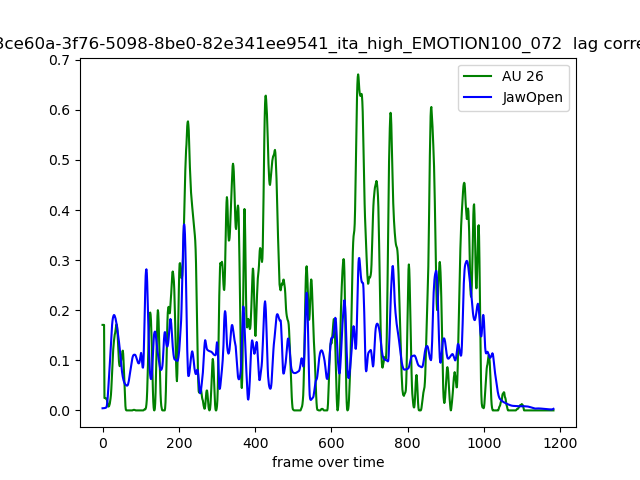 3ce60a-3f76-5098-8be0-82e341ee9541_ita_high_EMOTION100_072 lag corre
AU 26
JawOpen
0.7
0.6
0.5
0.4
0.3
0.2
0.1
0.0
0 200 400 600 800 1000 1200
frame over time